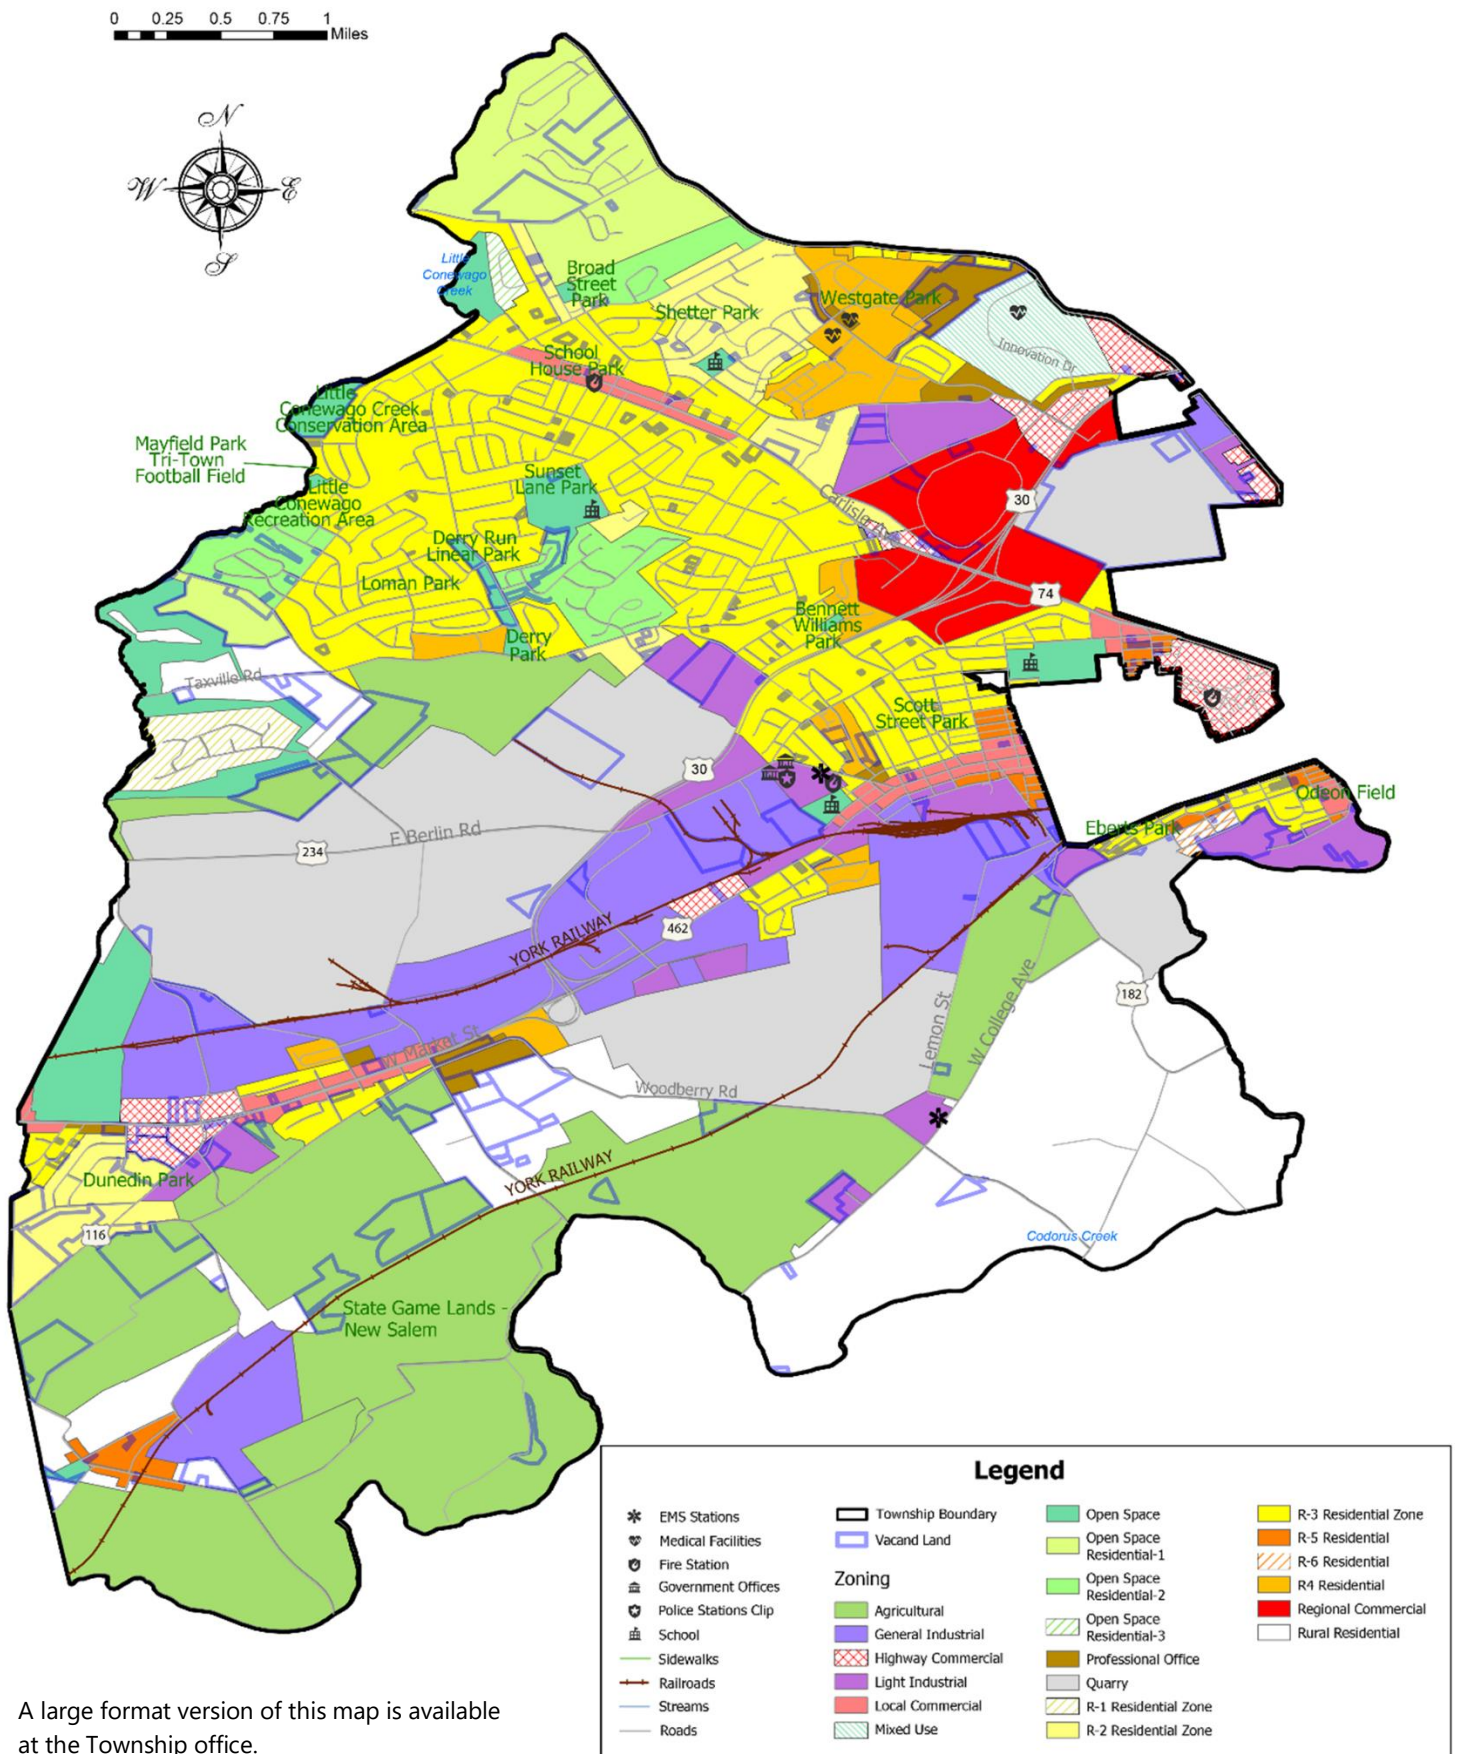 0 0.25 0.5 0.75 1
Miles
N
W E
S
Little
Conewago
Creek
Broad
Street
Park
Westgate Park
Shetter Park
Innovation Dr
School
House Park
Little
Conewago Creek
Conservation Area
Mayfield Park
Tri-Town
Football Field
Sunset
Lane Park
Little
Conewago
Recreation Area
30
Carlisle Ave
Derry Run
Linear Park
Loman Park
74
Bennett
Williams
Park
Derry
Park
Taxville Rd
Scott
Street Park
30
Odeon Field
Eberts Park
E Berlin Rd
234
462
YORK RAILWAY
182
Lemon St
W College Ave
W Market St
Woodberry Rd
YORK RAILWAY
Dunedin Park
116
Codorus Creek
State Game Lands -
New Salem
Legend
EMS Stations
Medical Facilities
Fire Station
Government Offices
Police Stations Clip
School
Sidewalks
Railroads
Streams
Roads
Township Boundary
Vacand Land
Zoning
Agricultural
General Industrial
Highway Commercial
Light Industrial
Local Commercial
Mixed Use
Open Space
Open Space
Residential-1
Open Space
Residential-2
Open Space
Residential-3
Professional Office
Quarry
R-1 Residential Zone
R-2 Residential Zone
R-3 Residential Zone
R-5 Residential
R-6 Residential
R4 Residential
Regional Commercial
Rural Residential
A large format version of this map is available
at the Township office.